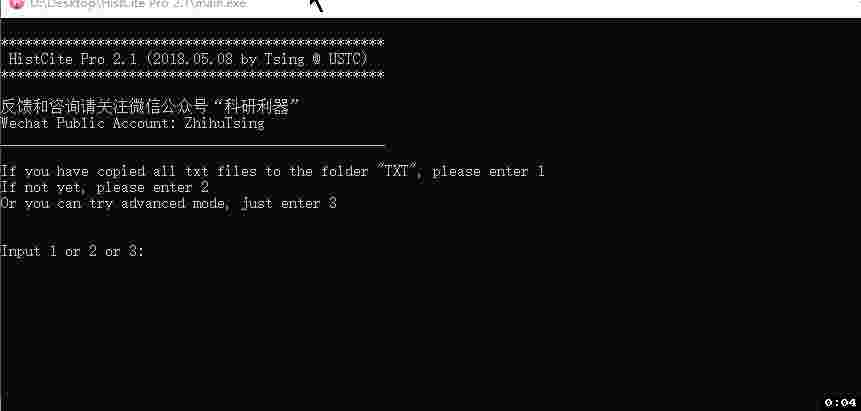 D:\Desktop\HistCite Pro 2.1\main.exe
************************************************
HistCite Pro 2.1 (2018.05.08 by Tsing @ USTC)
************************************************
反馈和咨询请关注微信公众号“科研利器”
Wechat Public Account: ZhihuTsing
________________________________________________
If you have copied all txt files to the folder "TXT", please enter 1
If not yet, please enter 2
Or you can try advanced mode, just enter 3
Input 1 or 2 or 3:
0:04